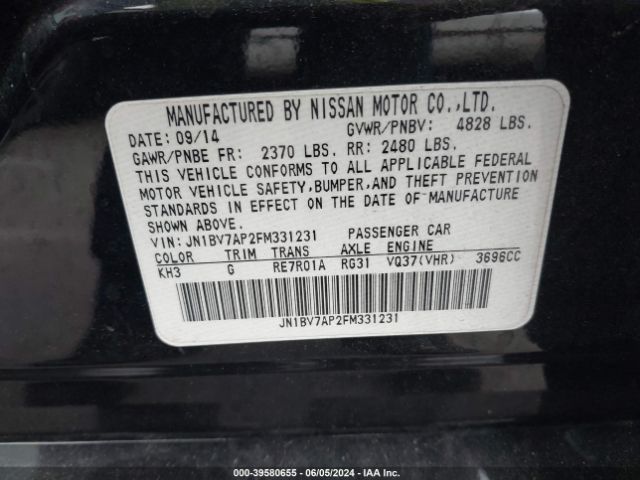 MANUFACTURED BY NISSAN MOTOR CO.,LTD.
DATE: 09/14 GVWR/PNBV: 4828 LBS.
GAWR/PNBE FR: 2370 LBS. RR: 2480 LBS.
THIS VEHICLE CONFORMS TO ALL APPLICABLE FEDERAL
MOTOR VEHICLE SAFETY,BUMPER,AND THEFT PREVENTION
STANDARDS IN EFFECT ON THE DATE OF MANUFACTURE
SHOWN ABOVE.
VIN: JN1BV7AP2FM331231 PASSENGER CAR
COLOR TRIM TRANS AXLE ENGINE
KH3 G RE7R01A RG31 VQ37(VHR) 3696CC
JN1BV7AP2FM331231
000-39580655 - 06/05/2024 - IAA Inc.